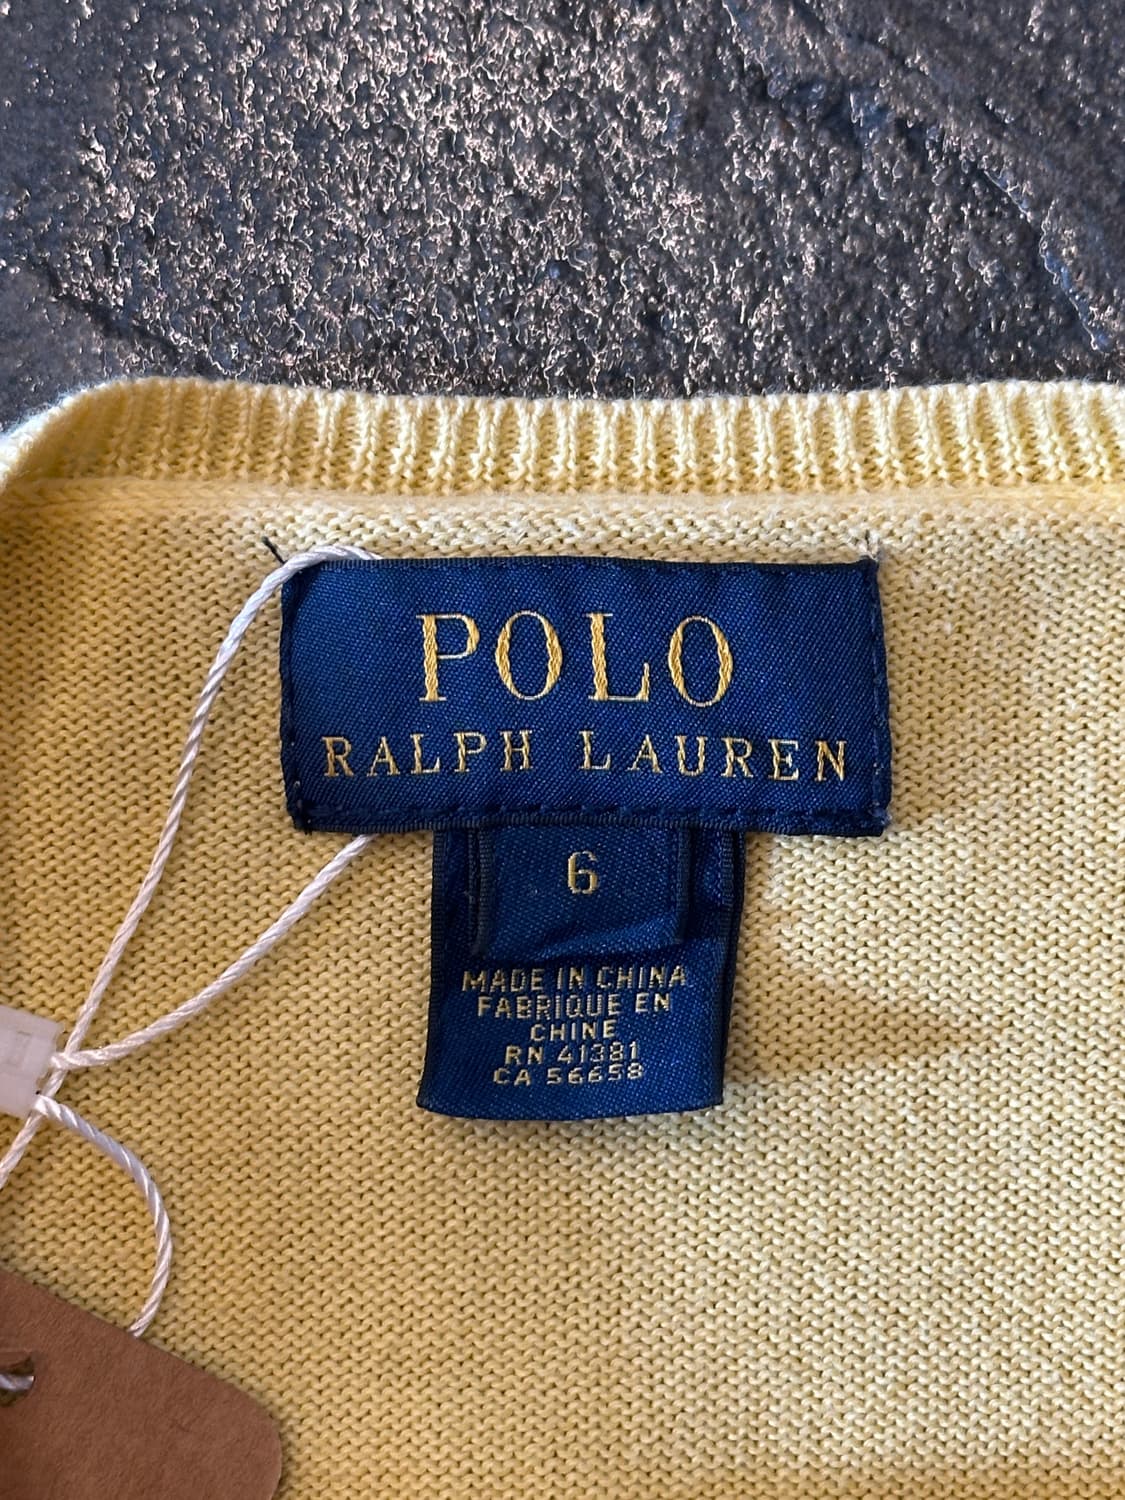 POLO
RALPH LAUREN
6
MADE IN CHINA
FABRIQUE EN
CHINE
RN 41381
CA 56658